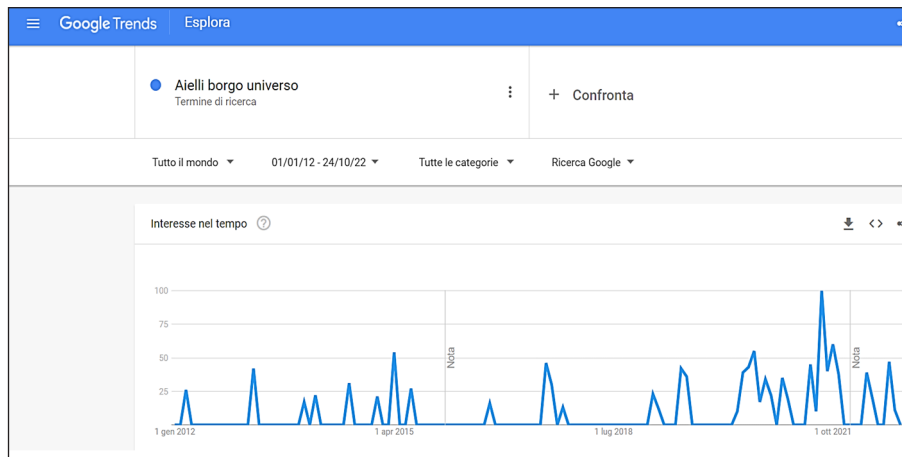 Google Trends Esplora
Aielli borgo universo
Termine di ricerca
+ Confronta
Tutto il mondo 01/01/12 - 24/10/22 Tutte le categorie Ricerca Google
Interesse nel tempo ?
100
75
50
25
Nota
Nota
1 gen 2012 1 apr 2015 1 lug 2018 1 ott 2021